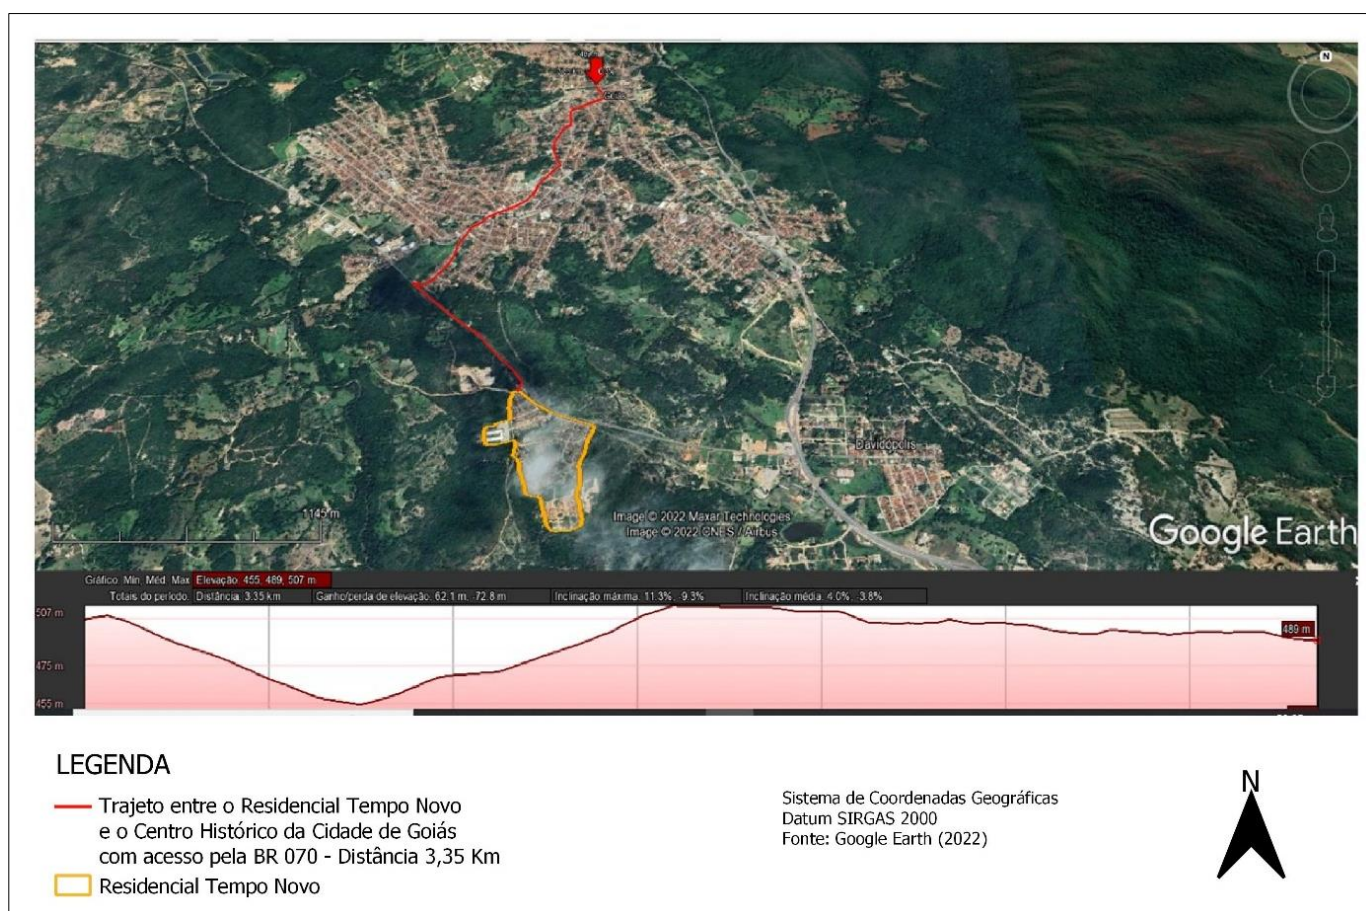 N
Davidópolis
1145 m
Image © 2022 Maxar Technologies
Image © 2022 CNES / Airbus
Google Earth
Gráfico: Min, Méd, Max Elevação: 455, 489, 507 m
Totais do período: Distância: 3.35 km Ganho/perda de elevação: 62.1 m, -72.8 m Inclinação máxima: 11.3%, -9.3% Inclinação média: 4.0%, -3.8%
507 m
489 m
475 m
455 m
LEGENDA
Trajeto entre o Residencial Tempo Novo
e o Centro Histórico da Cidade de Goiás
com acesso pela BR 070 - Distância 3,35 Km
Residencial Tempo Novo
Sistema de Coordenadas Geográficas
Datum SIRGAS 2000
Fonte: Google Earth (2022)
N